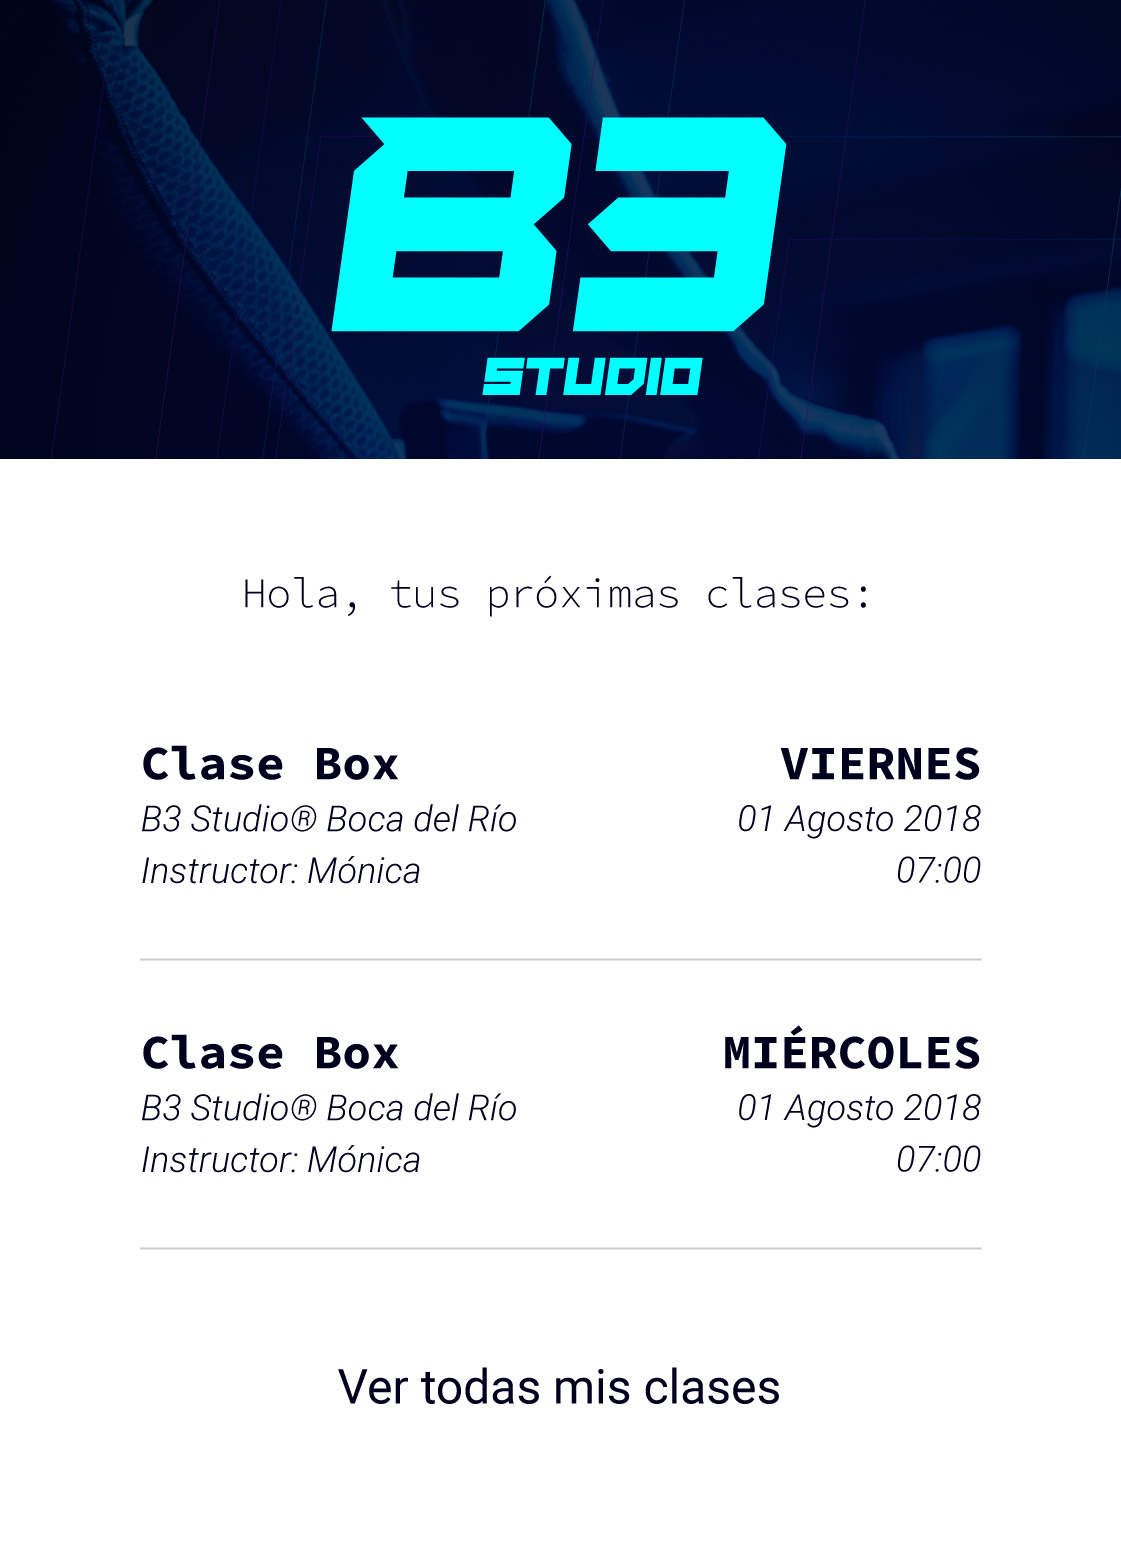 B3
STUDIO
Hola, tus próximas clases:
Clase Box
VIERNES
B3 Studio® Boca del Río
01 Agosto 2018
Instructor: Mónica
07:00
Clase Box
MIÉRCOLES
B3 Studio® Boca del Río
01 Agosto 2018
Instructor: Mónica
07:00
Ver todas mis clases